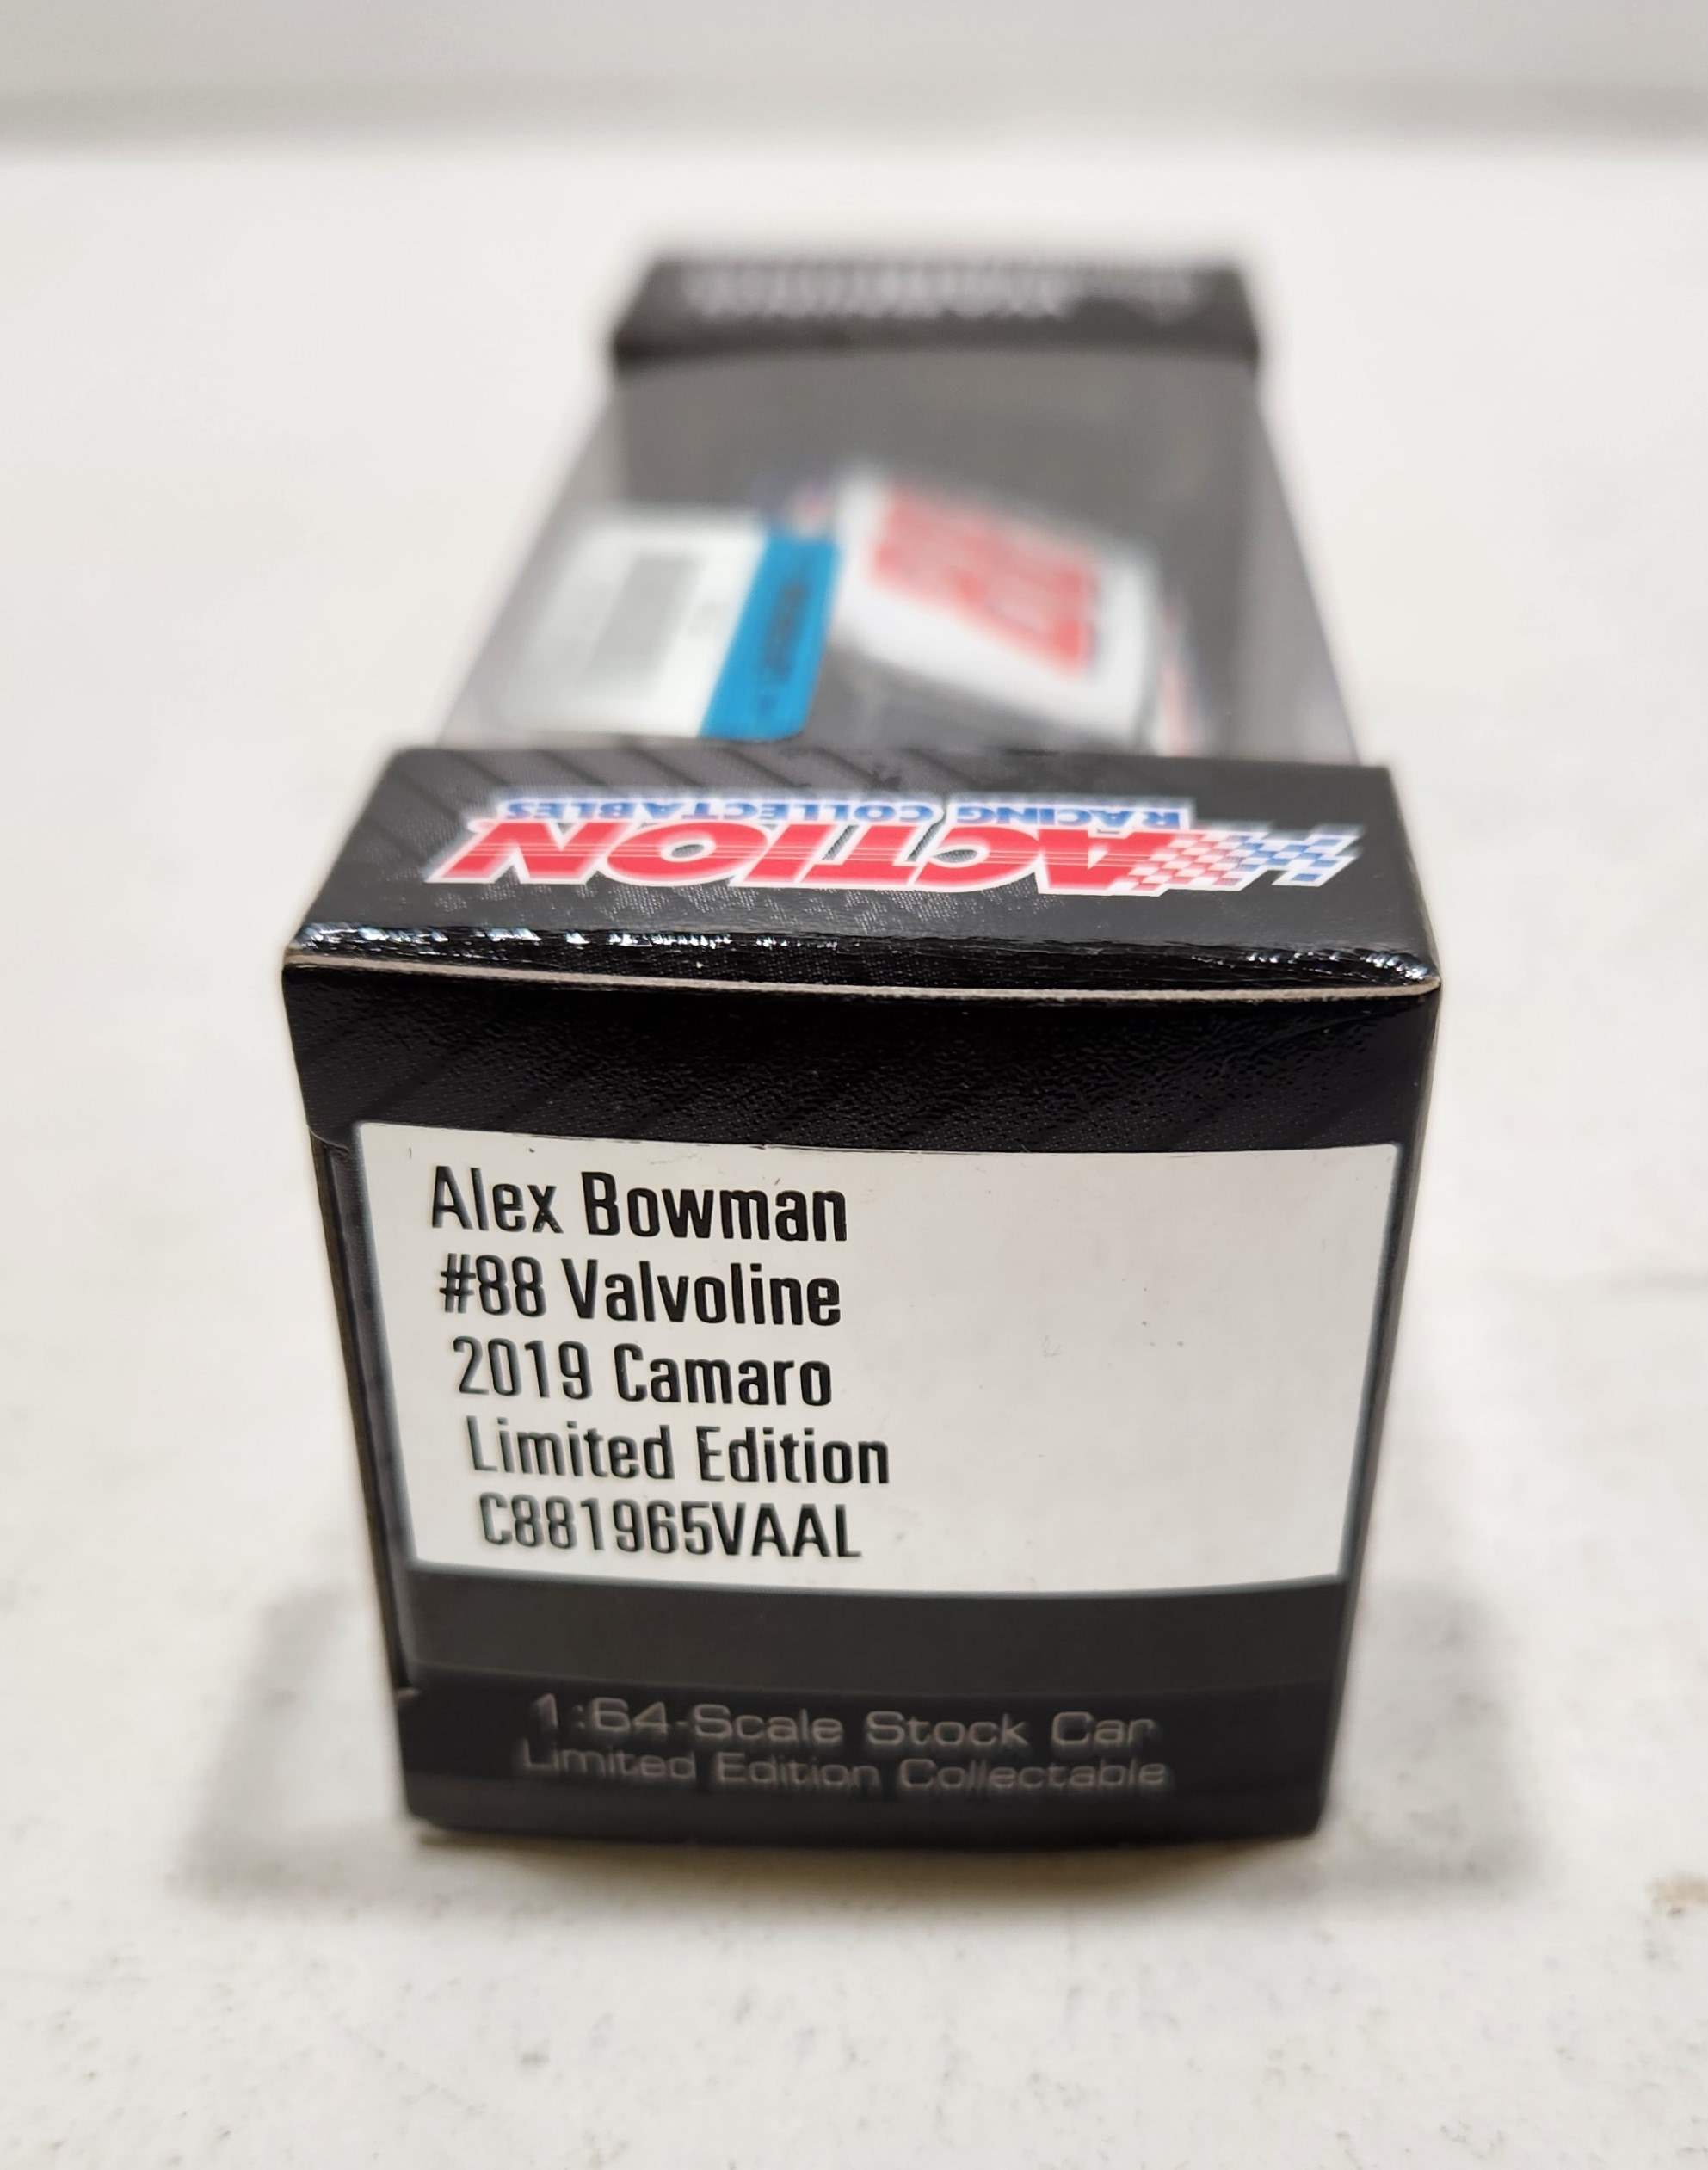 ACTION
RACING COLLECTABLES
Alex Bowman
#88 Valvoline
2019 Camaro
Limited Edition
C881965VAAL
1:64-Scale Stock Car
Limited Edition Collectable